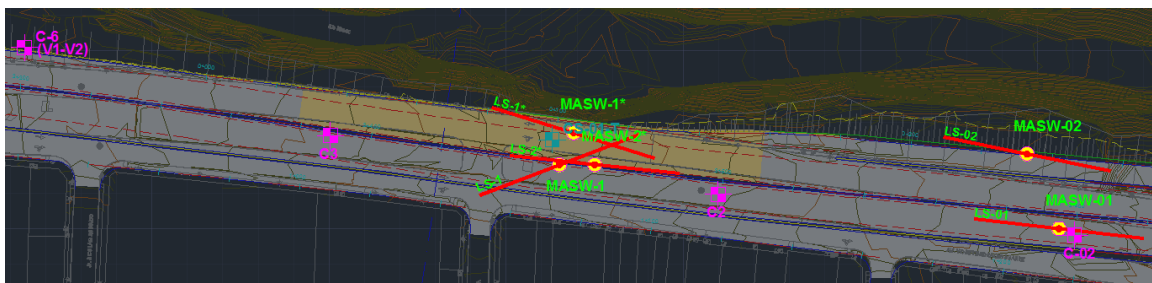 C-6
(V1-V2)
LS-1*
MASW-1*
MASW-2*
LS-2*
LS-1
MASW-1
C2
LS-02
MASW-02
MASW-01
LS-01
C-02